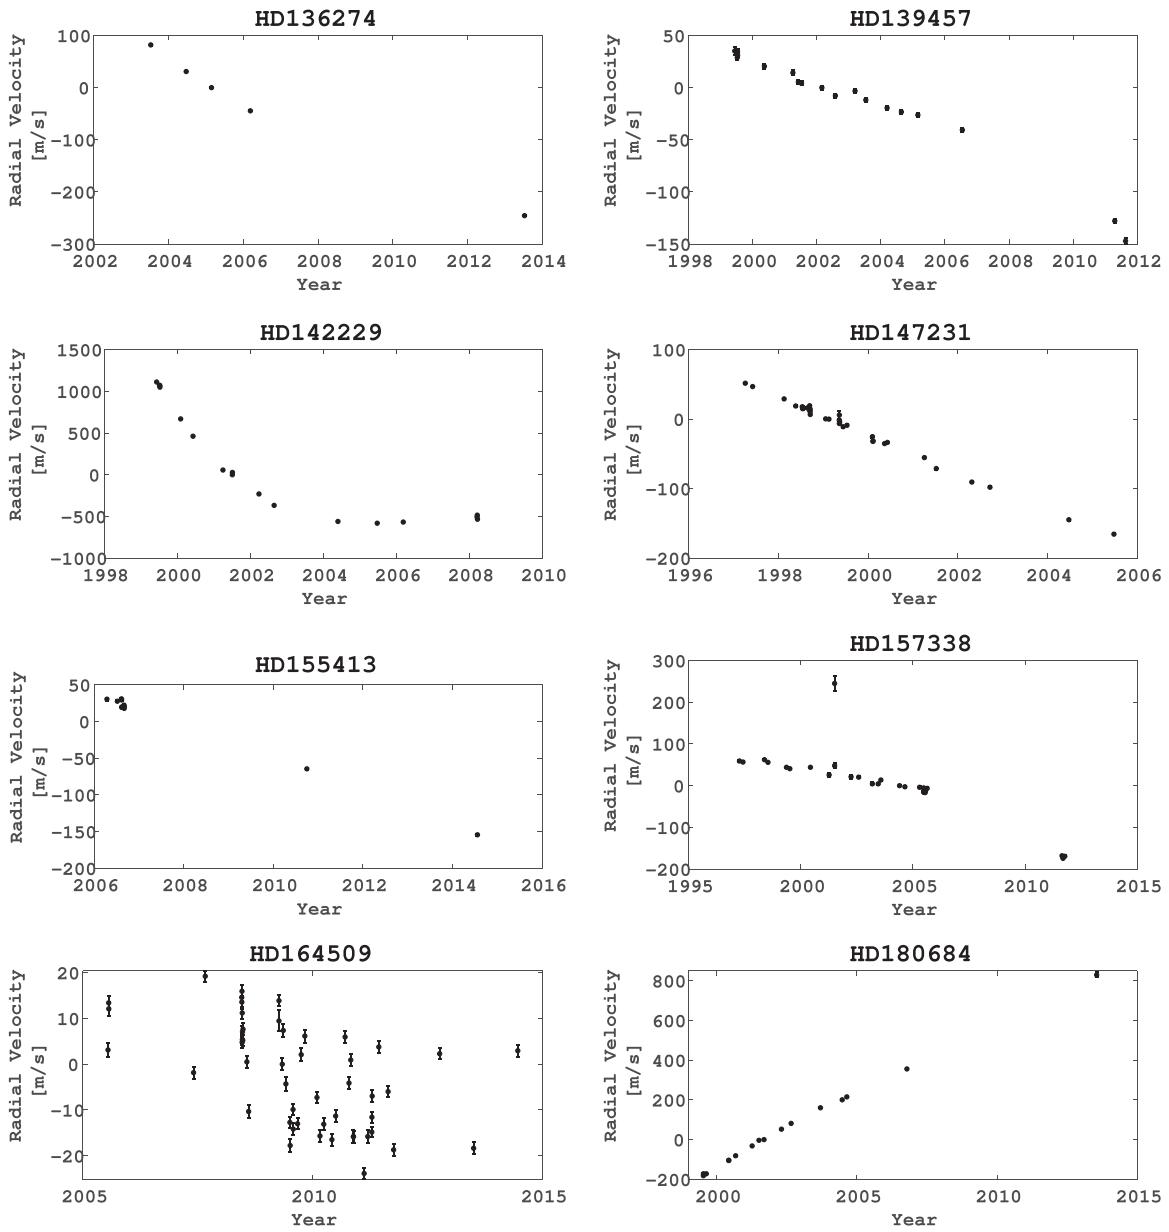 HD136274
Radial Velocity
[m/s]
100
0
−100
−200
−300
2002 2004 2006 2008 2010 2012 2014
Year
HD139457
Radial Velocity
[m/s]
50
0
−50
−100
−150
1998 2000 2002 2004 2006 2008 2010 2012
Year
HD142229
Radial Velocity
[m/s]
1500
1000
500
0
−500
−1000
1998 2000 2002 2004 2006 2008 2010
Year
HD147231
Radial Velocity
[m/s]
100
0
−100
−200
1996 1998 2000 2002 2004 2006
Year
HD155413
Radial Velocity
[m/s]
50
0
−50
−100
−150
−200
2006 2008 2010 2012 2014 2016
Year
HD157338
Radial Velocity
[m/s]
300
200
100
0
−100
−200
1995 2000 2005 2010 2015
Year
HD164509
Radial Velocity
[m/s]
20
10
0
−10
−20
2005 2010 2015
Year
HD180684
Radial Velocity
[m/s]
800
600
400
200
0
−200
2000 2005 2010 2015
Year